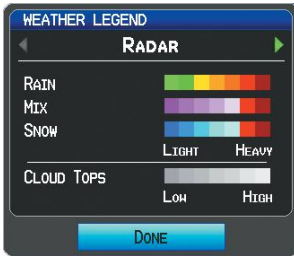 WEATHER LEGEND
RADAR
RAIN
MIX
SNOW
LIGHT HEAVY
CLOUD TOPS
LOW HIGH
DONE